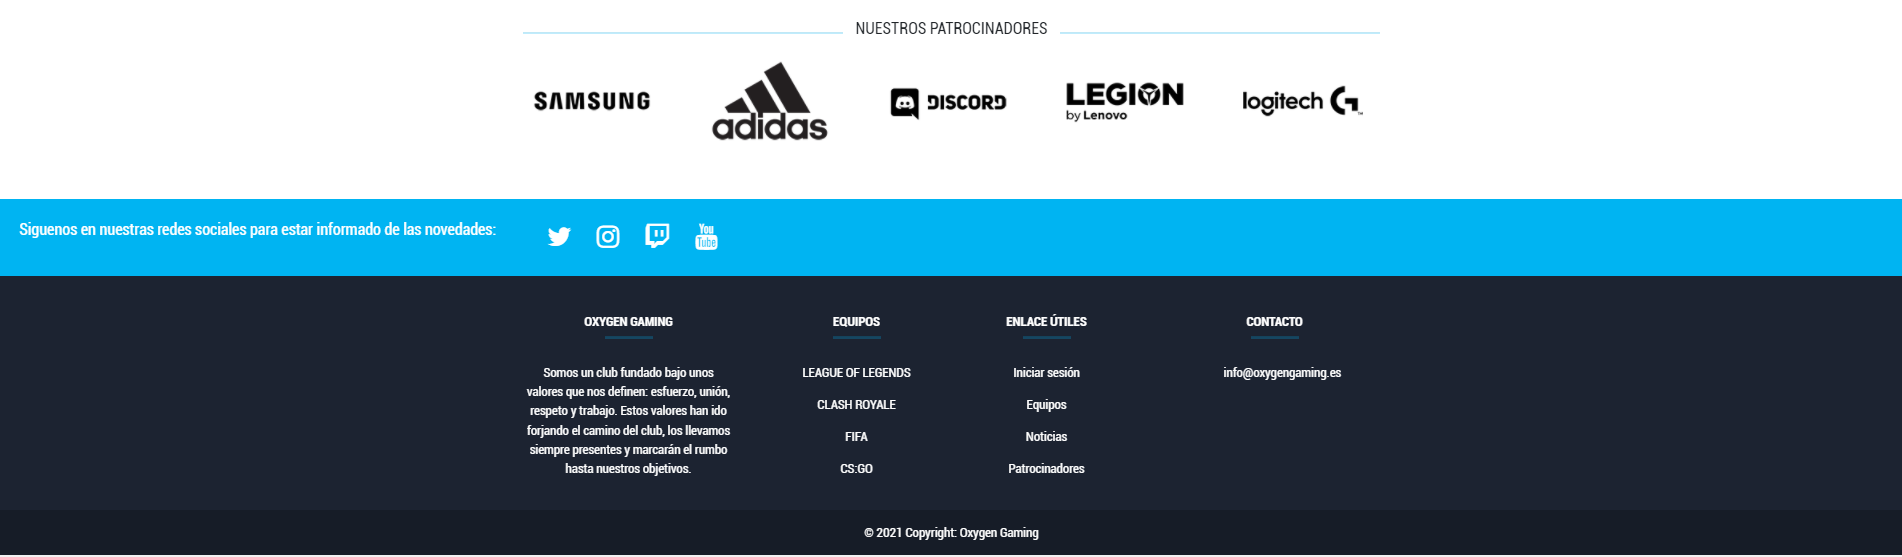 NUESTROS PATROCINADORES
SAMSUNG
adidas
DISCORD
LEGION
by Lenovo
logitech G ™
Siguenos en nuestras redes sociales para estar informado de las novedades:
You
Tube
OXYGEN GAMING
Somos un club fundado bajo unos
valores que nos definen: esfuerzo, unión,
respeto y trabajo. Estos valores han ido
forjando el camino del club, los llevamos
siempre presentes y marcarán el rumbo
hasta nuestros objetivos.
EQUIPOS
LEAGUE OF LEGENDS
CLASH ROYALE
FIFA
CS:GO
ENLACE ÚTILES
Iniciar sesión
Equipos
Noticias
Patrocinadores
CONTACTO
info@oxygengaming.es
© 2021 Copyright: Oxygen Gaming